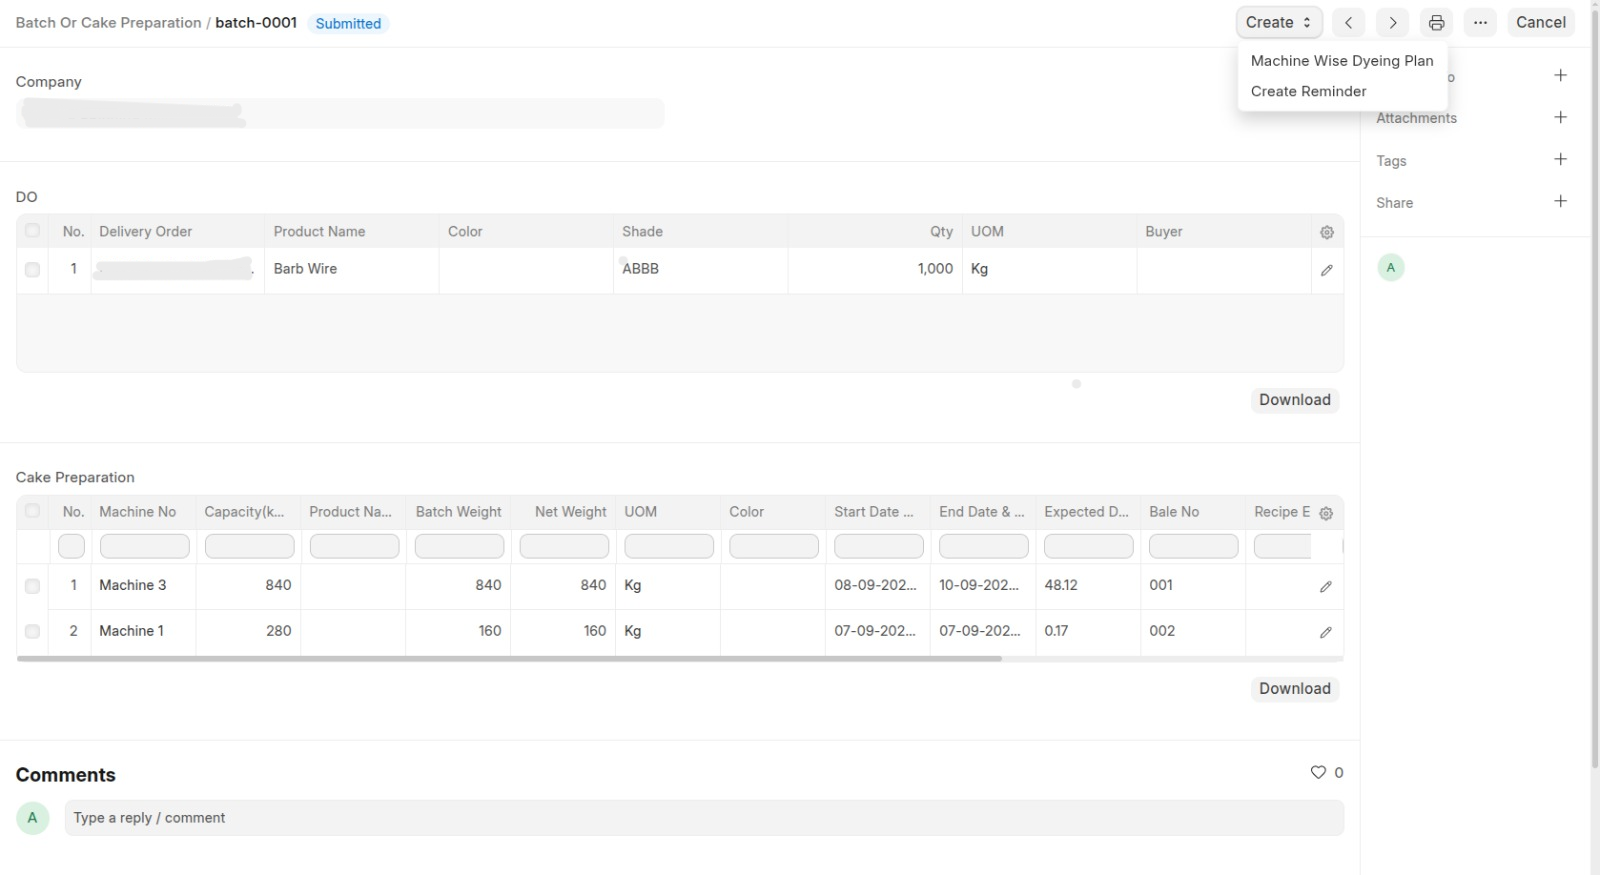 Batch Or Cake Preparation / batch-0001 Submitted Create Cancel
Machine Wise Dyeing Plan
Create Reminder
Company
Attachments
Tags
Share
A
DO
No. Delivery Order Product Name Color Shade Qty UOM Buyer
1 Barb Wire ABBB 1,000 Kg
Download
Cake Preparation
No. Machine No Capacity(k... Product Na... Batch Weight Net Weight UOM Color Start Date ... End Date & ... Expected D... Bale No Recipe E
1 Machine 3 840 840 840 Kg 08-09-202... 10-09-202... 48.12 001
2 Machine 1 280 160 160 Kg 07-09-202... 07-09-202... 0.17 002
Download
Comments 0
A Type a reply / comment